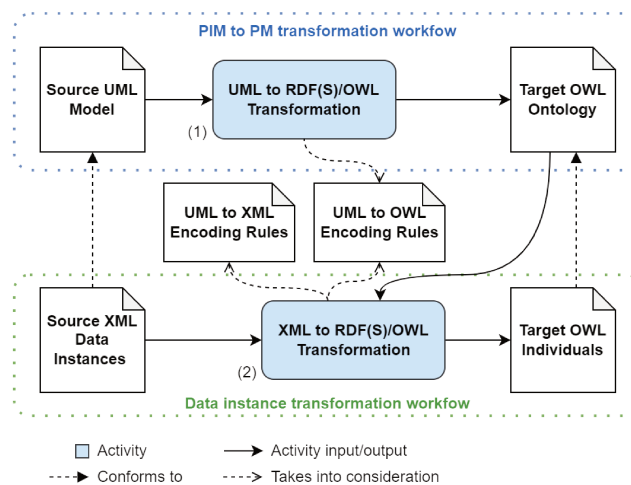 PIM to PM transformation workfow
Source UML
Model
UML to RDF(S)/OWL
Transformation
Target OWL
Ontology
(1)
UML to XML
Encoding Rules
UML to OWL
Encoding Rules
Source XML
Data
Instances
XML to RDF(S)/OWL
Transformation
Target OWL
Individuals
(2)
Data instance transformation workflow
Activity
Activity input/output
Conforms to
Takes into consideration